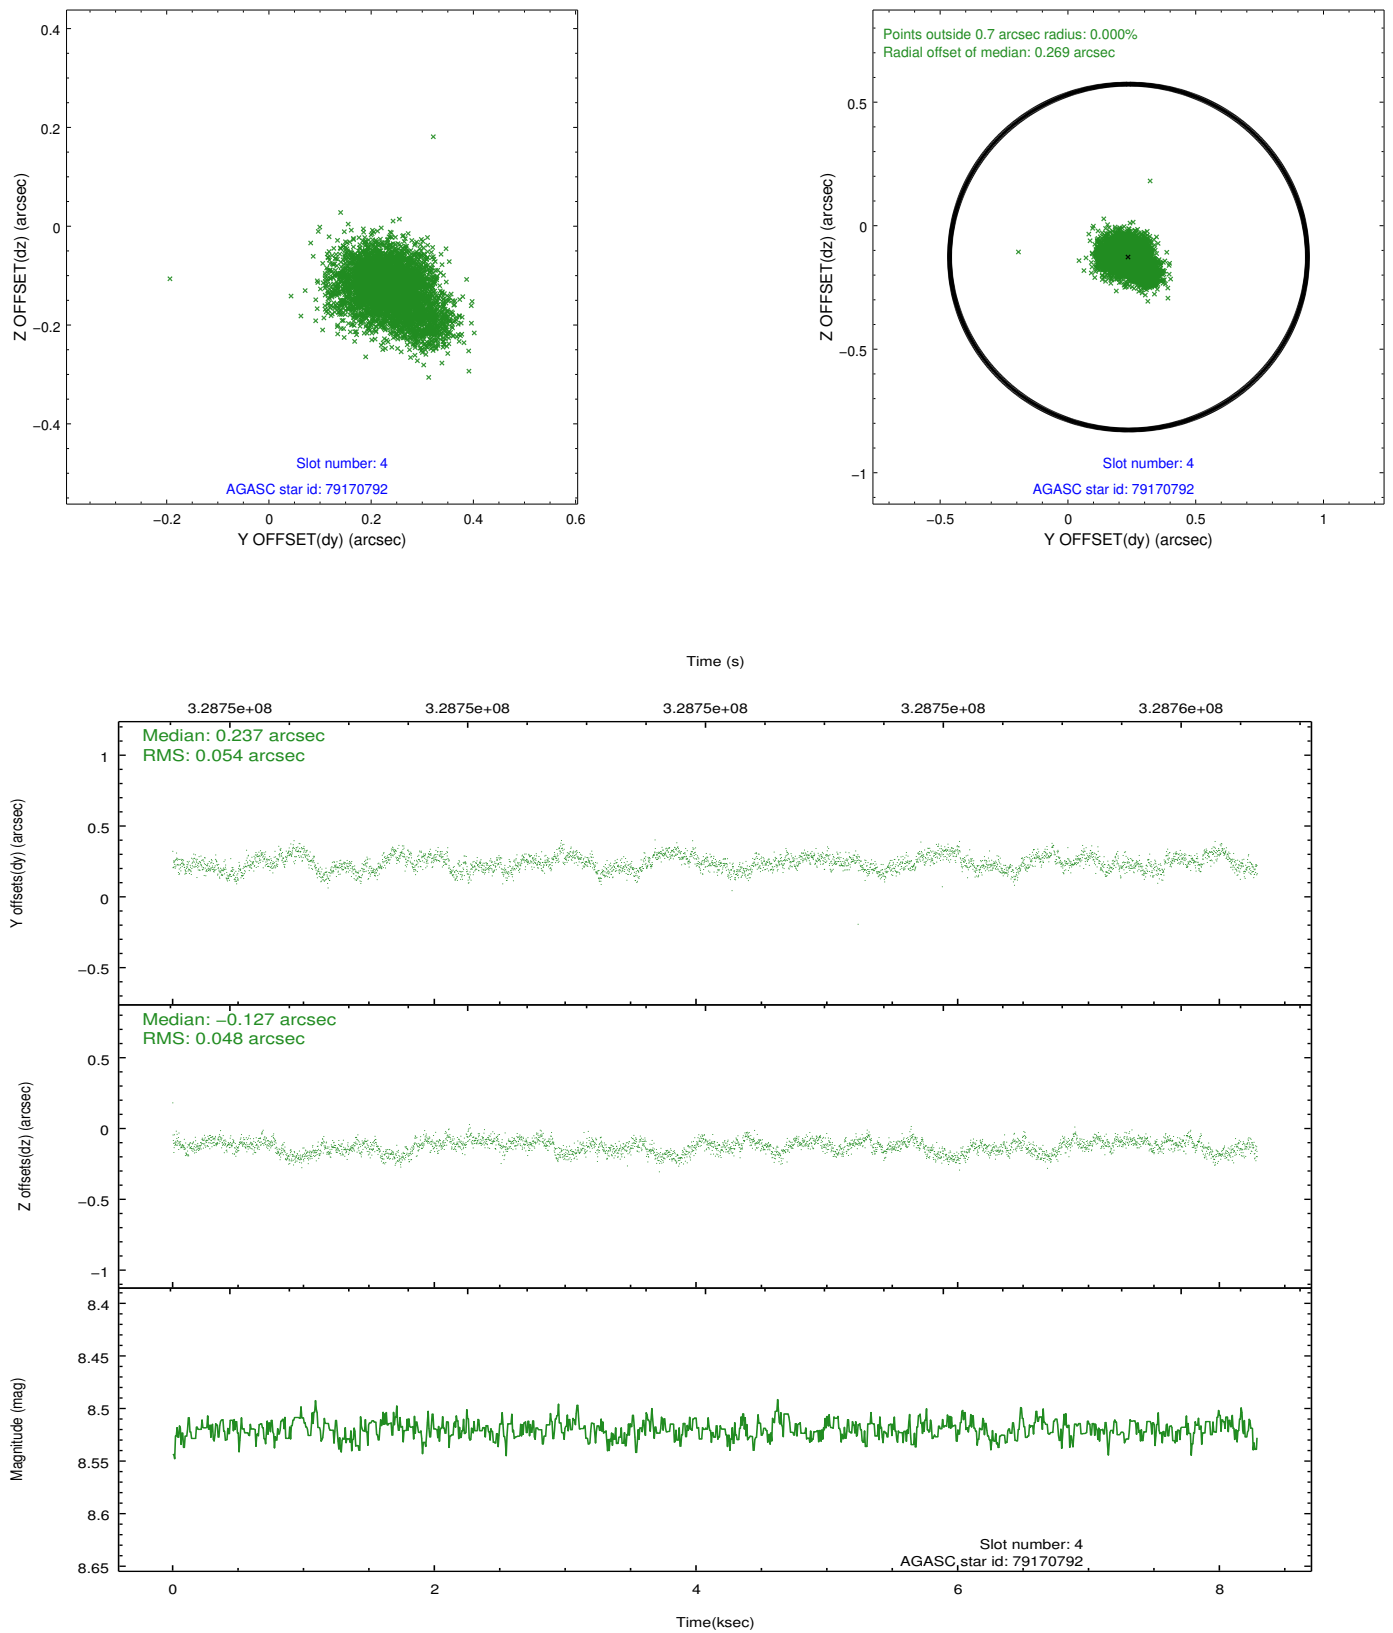 0.4
0.2
0
−0.2
−0.4
Z OFFSET(dz) (arcsec)
Slot number: 4
AGASC star id: 79170792
−0.2 0 0.2 0.4 0.6
Y OFFSET(dy) (arcsec)
Points outside 0.7 arcsec radius: 0.000%
Radial offset of median: 0.269 arcsec
0.5
0
−0.5
−1
Z OFFSET(dz) (arcsec)
Slot number: 4
AGASC star id: 79170792
−0.5 0 0.5 1
Y OFFSET(dy) (arcsec)
Time (s)
3.2875e+08 3.2875e+08 3.2875e+08 3.2875e+08 3.2876e+08
Median: 0.237 arcsec
RMS: 0.054 arcsec
1
0.5
0
−0.5
Y offsets(dy) (arcsec)
Median: −0.127 arcsec
RMS: 0.048 arcsec
0.5
0
−0.5
−1
Z offsets(dz) (arcsec)
8.4
8.45
8.5
8.55
8.6
8.65
Magnitude (mag)
Slot number: 4
AGASC star id: 79170792
0 2 4 6 8
Time(ksec)